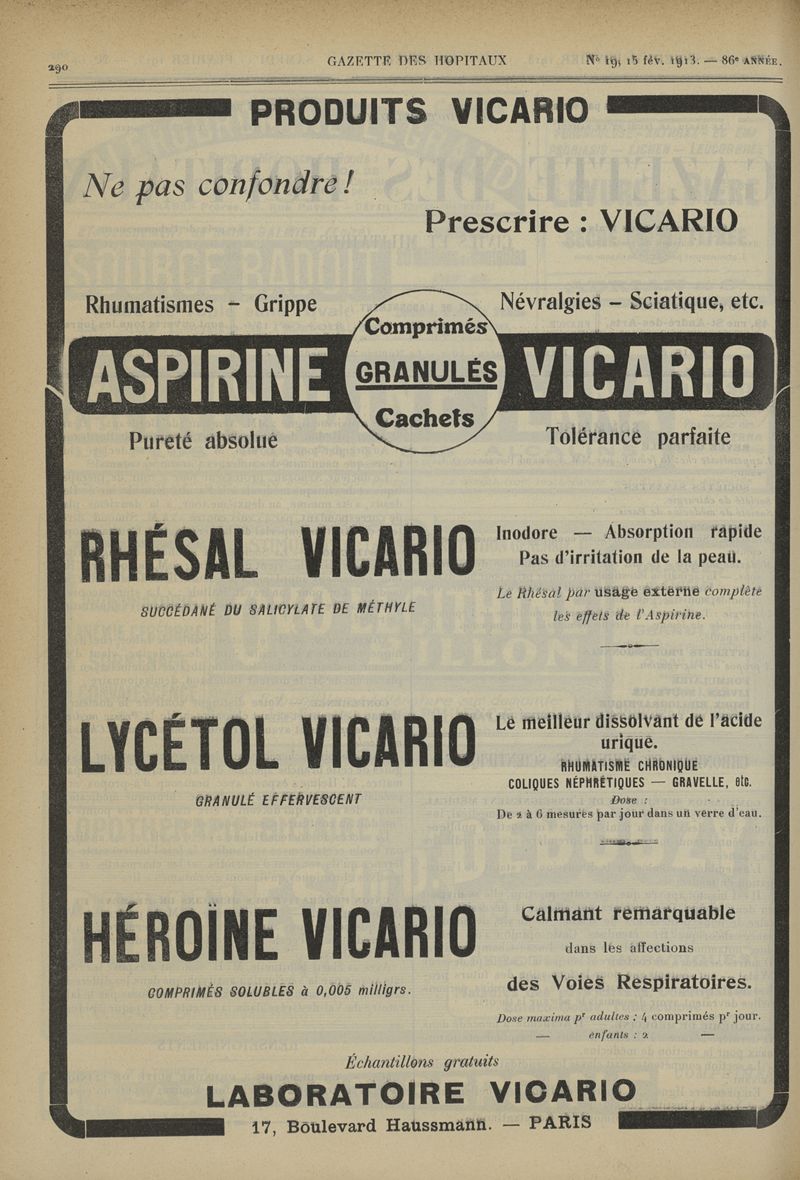 290
GAZETTE DES HOPITAUX
Nº 19, 15 fév. 1913. — 86e ANNÉE.
PRODUITS VICARIO
Ne pas confondre !
Prescrire : VICARIO
Rhumatismes - Grippe
Névralgies - Sciatique, etc.
Comprimés
ASPIRINE GRANULÉS VICARIO
Cachets
Pureté absolue
Tolérance parfaite
RHÉSAL VICARIO
SUCCÉDANÉ DU SALICYLATE DE MÉTHYLE
Inodore — Absorption rapide
Pas d'irritation de la peau.
Le Rhésal par usage externe complète
les effets de l'Aspirine.
LYCÉTOL VICARIO
GRANULÉ EFFERVESCENT
Le meilleur dissolvant de l'acide
urique.
RHUMATISME CHRONIQUE
COLIQUES NÉPHRÉTIQUES — GRAVELLE, etc.
Dose :
De 2 à 6 mesures par jour dans un verre d'eau.
HÉROÏNE VICARIO
COMPRIMÉS SOLUBLES à 0,005 milligrs.
Calmant remarquable
dans les affections
des Voies Respiratoires.
Dose maxima pr adultes : 4 comprimés pr jour.
— enfants : 2 —
Échantillons gratuits
LABORATOIRE VICARIO
17, Boulevard Haussmann. — PARIS